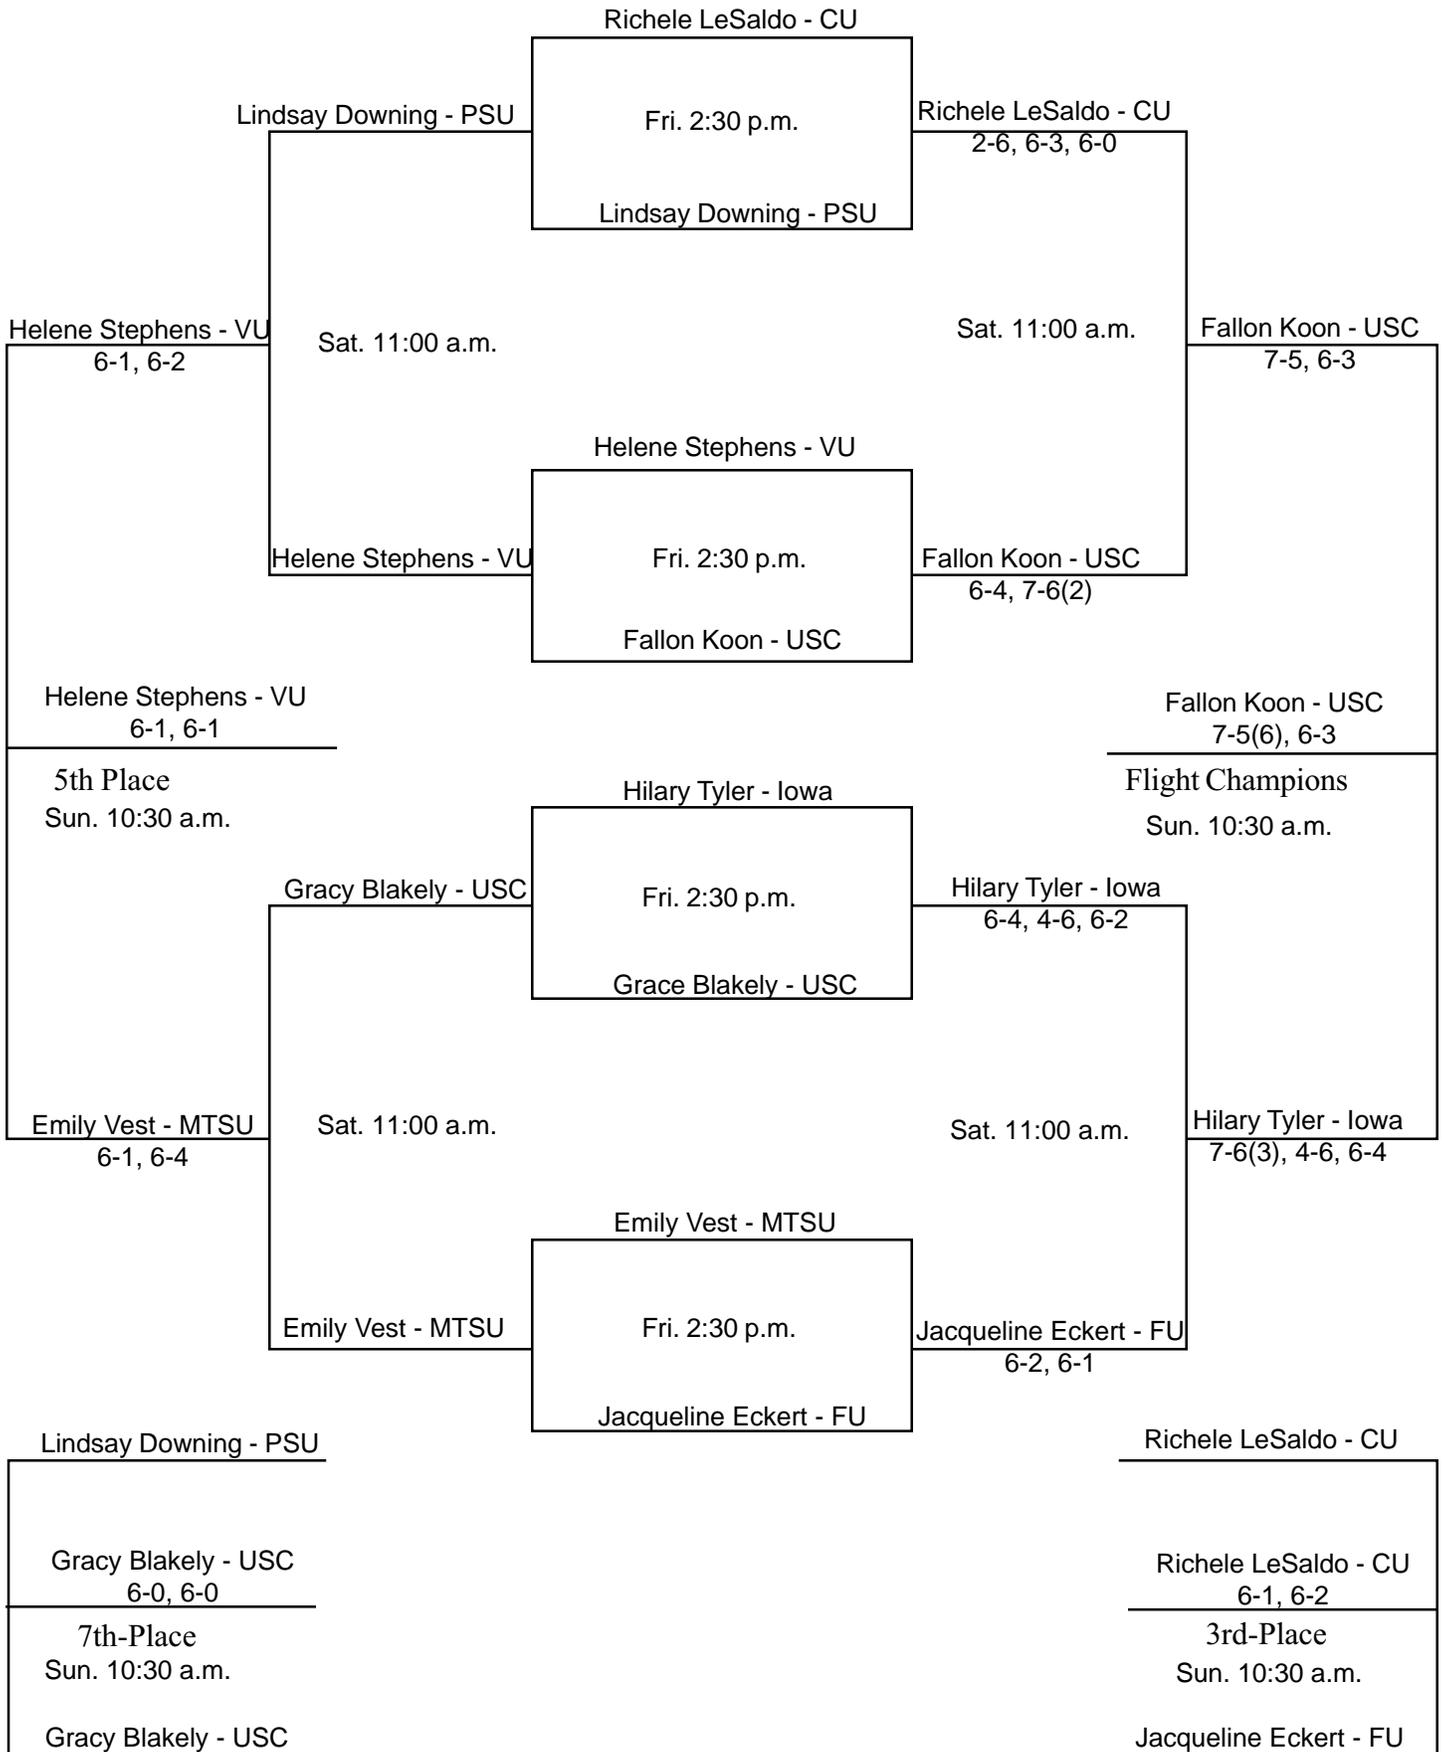 Richele LeSaldo - CU
Lindsay Downing - PSU
Fri. 2:30 p.m.
Richele LeSaldo - CU
2-6, 6-3, 6-0
Lindsay Downing - PSU
Helene Stephens - VU
6-1, 6-2
Sat. 11:00 a.m.
Sat. 11:00 a.m.
Fallon Koon - USC
7-5, 6-3
Helene Stephens - VU
Helene Stephens - VU
Fri. 2:30 p.m.
Fallon Koon - USC
6-4, 7-6(2)
Fallon Koon - USC
Helene Stephens - VU
6-1, 6-1
5th Place
Sun. 10:30 a.m.
Fallon Koon - USC
7-5(6), 6-3
Flight Champions
Sun. 10:30 a.m.
Hilary Tyler - Iowa
Gracy Blakely - USC
Fri. 2:30 p.m.
Hilary Tyler - Iowa
6-4, 4-6, 6-2
Grace Blakely - USC
Emily Vest - MTSU
6-1, 6-4
Sat. 11:00 a.m.
Sat. 11:00 a.m.
Hilary Tyler - Iowa
7-6(3), 4-6, 6-4
Emily Vest - MTSU
Emily Vest - MTSU
Fri. 2:30 p.m.
Jacqueline Eckert - FU
6-2, 6-1
Jacqueline Eckert - FU
Lindsay Downing - PSU
Gracy Blakely - USC
6-0, 6-0
7th-Place
Sun. 10:30 a.m.
Gracy Blakely - USC
Richele LeSaldo - CU
Richele LeSaldo - CU
6-1, 6-2
3rd-Place
Sun. 10:30 a.m.
Jacqueline Eckert - FU